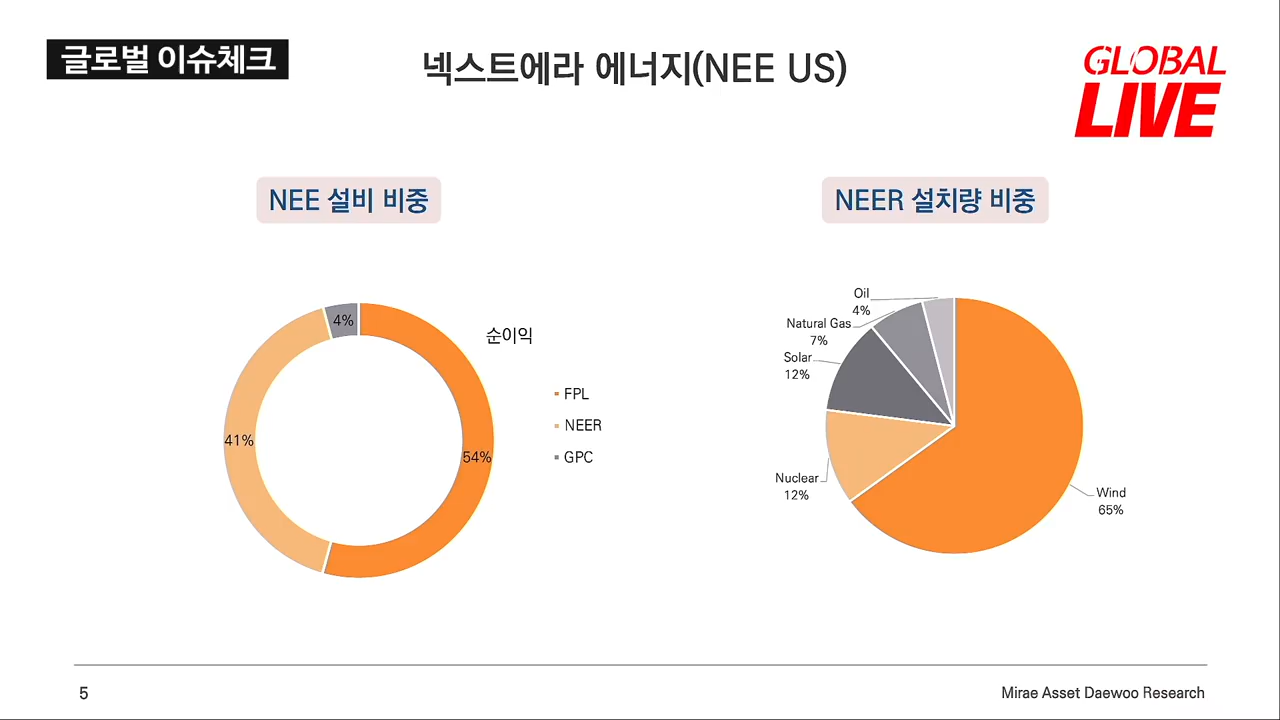 글로벌 이슈체크
넥스트에라 에너지(NEE US)
GLOBAL
LIVE
NEE 설비 비중
4%
순이익
41%
54%
FPL
NEER
GPC
NEER 설치량 비중
Oil
4%
Natural Gas
7%
Solar
12%
Nuclear
12%
Wind
65%
5
Mirae Asset Daewoo Research